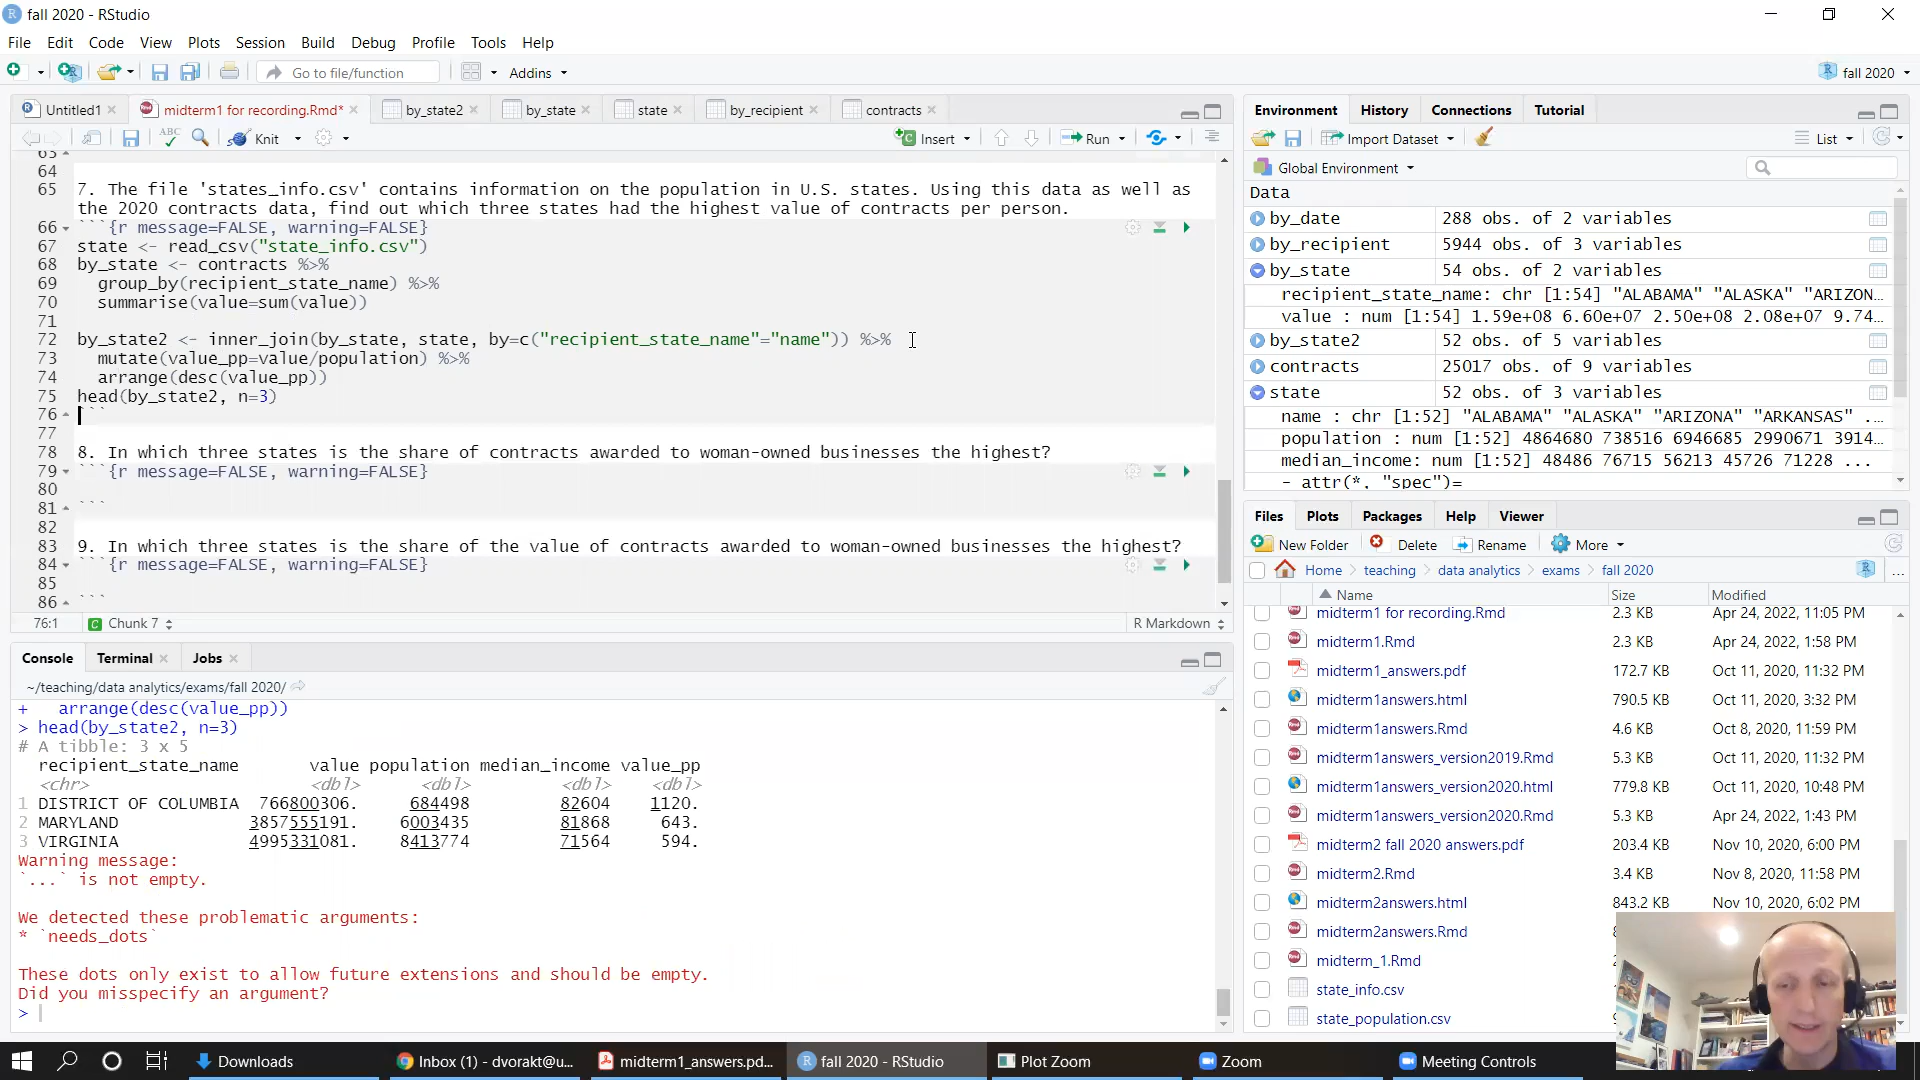 fall 2020 - RStudio
File Edit Code View Plots Session Build Debug Profile Tools Help
Go to file/function Addins fall 2020
Untitled1 midterm1 for recording.Rmd* by_state2 by_state state by_recipient contracts
ABC Knit Insert Run
63
64
65 7. The file 'states_info.csv' contains information on the population in U.S. states. Using this data as well as
the 2020 contracts data, find out which three states had the highest value of contracts per person.
66 ```{r message=FALSE, warning=FALSE}
67 state <- read_csv("state_info.csv")
68 by_state <- contracts %>%
69 group_by(recipient_state_name) %>%
70 summarise(value=sum(value))
71
72 by_state2 <- inner_join(by_state, state, by=c("recipient_state_name"="name")) %>%
73 mutate(value_pp=value/population) %>%
74 arrange(desc(value_pp))
75 head(by_state2, n=3)
76 ```
77
78 8. In which three states is the share of contracts awarded to woman-owned businesses the highest?
79 ```{r message=FALSE, warning=FALSE}
80
81 ```
82
83 9. In which three states is the share of the value of contracts awarded to woman-owned businesses the highest?
84 ```{r message=FALSE, warning=FALSE}
85
86 ```
76:1 Chunk 7 R Markdown
Console Terminal Jobs
~/teaching/data analytics/exams/fall 2020/
+ arrange(desc(value_pp))
> head(by_state2, n=3)
# A tibble: 3 x 5
recipient_state_name value population median_income value_pp
<chr> <dbl> <dbl> <dbl> <dbl>
1 DISTRICT OF COLUMBIA 766800306. 684498 82604 1120.
2 MARYLAND 3857555191. 6003435 81868 643.
3 VIRGINIA 4995331081. 8413774 71564 594.
Warning message:
`...` is not empty.
We detected these problematic arguments:
* `needs_dots`
These dots only exist to allow future extensions and should be empty.
Did you misspecify an argument?
>
Environment History Connections Tutorial
Import Dataset List
Global Environment
Data
by_date 288 obs. of 2 variables
by_recipient 5944 obs. of 3 variables
by_state 54 obs. of 2 variables
recipient_state_name: chr [1:54] "ALABAMA" "ALASKA" "ARIZON…
value : num [1:54] 1.59e+08 6.60e+07 2.50e+08 2.08e+07 9.74…
by_state2 52 obs. of 5 variables
contracts 25017 obs. of 9 variables
state 52 obs. of 3 variables
name : chr [1:52] "ALABAMA" "ALASKA" "ARIZONA" "ARKANSAS" ...
population : num [1:52] 4864680 738516 6946685 2990671 3914…
median_income: num [1:52] 48486 76715 56213 45726 71228 ...
- attr(*, "spec")=
Files Plots Packages Help Viewer
New Folder Delete Rename More
Home teaching data analytics exams fall 2020 ...
Name Size Modified
midterm1 for recording.Rmd 2.3 KB Apr 24, 2022, 11:05 PM
midterm1.Rmd 2.3 KB Apr 24, 2022, 1:58 PM
midterm1_answers.pdf 172.7 KB Oct 11, 2020, 11:32 PM
midterm1answers.html 790.5 KB Oct 11, 2020, 3:32 PM
midterm1answers.Rmd 4.6 KB Oct 8, 2020, 11:59 PM
midterm1answers_version2019.Rmd 5.3 KB Oct 11, 2020, 11:32 PM
midterm1answers_version2020.html 779.8 KB Oct 11, 2020, 10:48 PM
midterm1answers_version2020.Rmd 5.3 KB Apr 24, 2022, 1:43 PM
midterm2 fall 2020 answers.pdf 203.4 KB Nov 10, 2020, 6:00 PM
midterm2.Rmd 3.4 KB Nov 8, 2020, 11:58 PM
midterm2answers.html 843.2 KB Nov 10, 2020, 6:02 PM
midterm2answers.Rmd
midterm_1.Rmd
state_info.csv
state_population.csv
Downloads Inbox (1) - dvorakt@u... midterm1_answers.pd... fall 2020 - RStudio Plot Zoom Zoom Meeting Controls